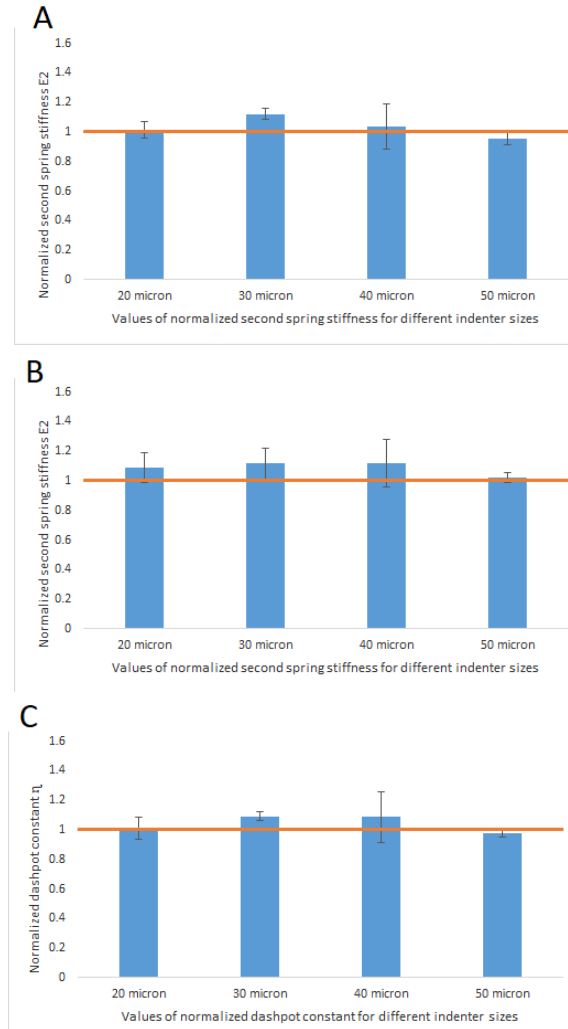 A
1.6
1.4
1.2
1
0.8
0.6
0.4
0.2
0
Normalized second spring stiffness E2
20 micron 30 micron 40 micron 50 micron
Values of normalized second spring stiffness for different indenter sizes
B
1.6
1.4
1.2
1
0.8
0.6
0.4
0.2
0
Normalized second spring stiffness E2
20 micron 30 micron 40 micron 50 micron
Values of normalized second spring stiffness for different indenter sizes
C
1.6
1.4
1.2
1
0.8
0.6
0.4
0.2
0
Normalized dashpot constant η
20 micron 30 micron 40 micron 50 micron
Values of normalized dashpot constant for different indenter sizes